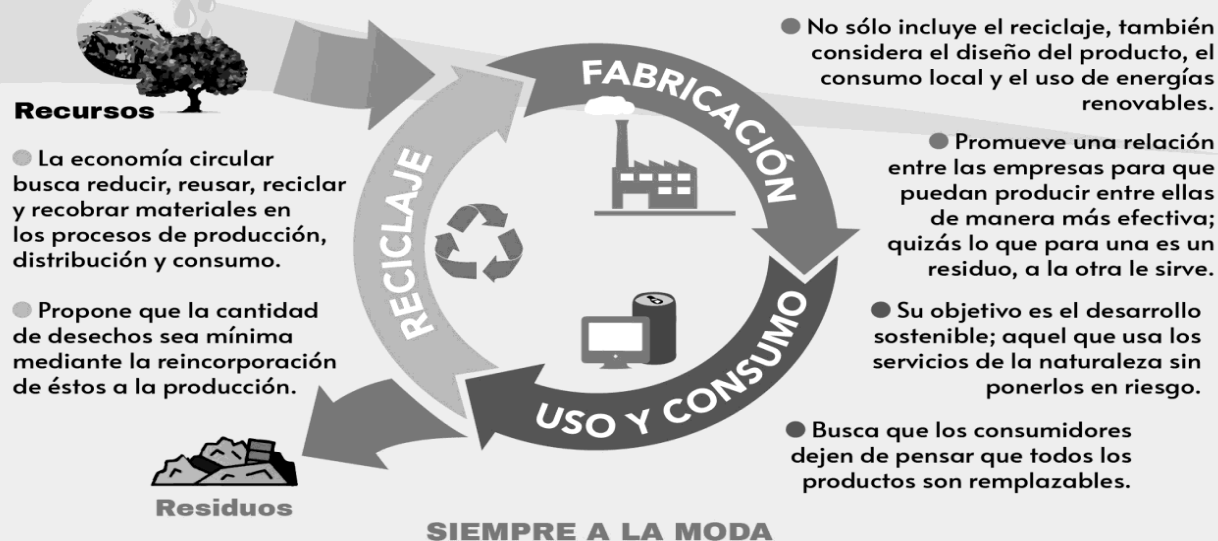 Recursos
La economía circular
busca reducir, reusar, reciclar
y recobrar materiales en
los procesos de producción,
distribución y consumo.
Propone que la cantidad
de desechos sea mínima
mediante la reincorporación
de éstos a la producción.
Residuos
RECICLAJE
FABRICACIÓN
USO Y CONSUMO
No sólo incluye el reciclaje, también
considera el diseño del producto, el
consumo local y el uso de energías
renovables.
Promueve una relación
entre las empresas para que
puedan producir entre ellas
de manera más efectiva;
quizás lo que para una es un
residuo, a la otra le sirve.
Su objetivo es el desarrollo
sostenible; aquel que usa los
servicios de la naturaleza sin
ponerlos en riesgo.
Busca que los consumidores
dejen de pensar que todos los
productos son remplazables.
SIEMPRE A LA MODA